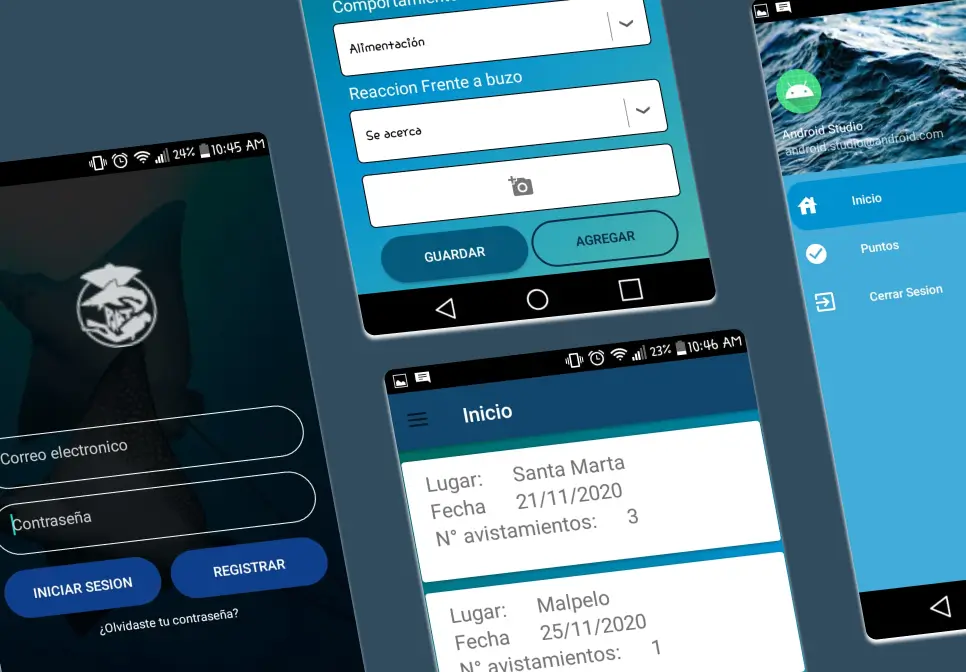 24% 10:45 AM
Correo electronico
Contraseña
INICIAR SESION
REGISTRAR
¿Olvidaste tu contraseña?
Comportamiento
Alimentación
Reaccion Frente a buzo
Se acerca
GUARDAR
AGREGAR
23% 10:46 AM
Inicio
Lugar: Santa Marta
Fecha 21/11/2020
N° avistamientos: 3
Lugar: Malpelo
Fecha 25/11/2020
N° avistamientos: 1
Android Studio
android.studio@android.com
Inicio
Puntos
Cerrar Sesion